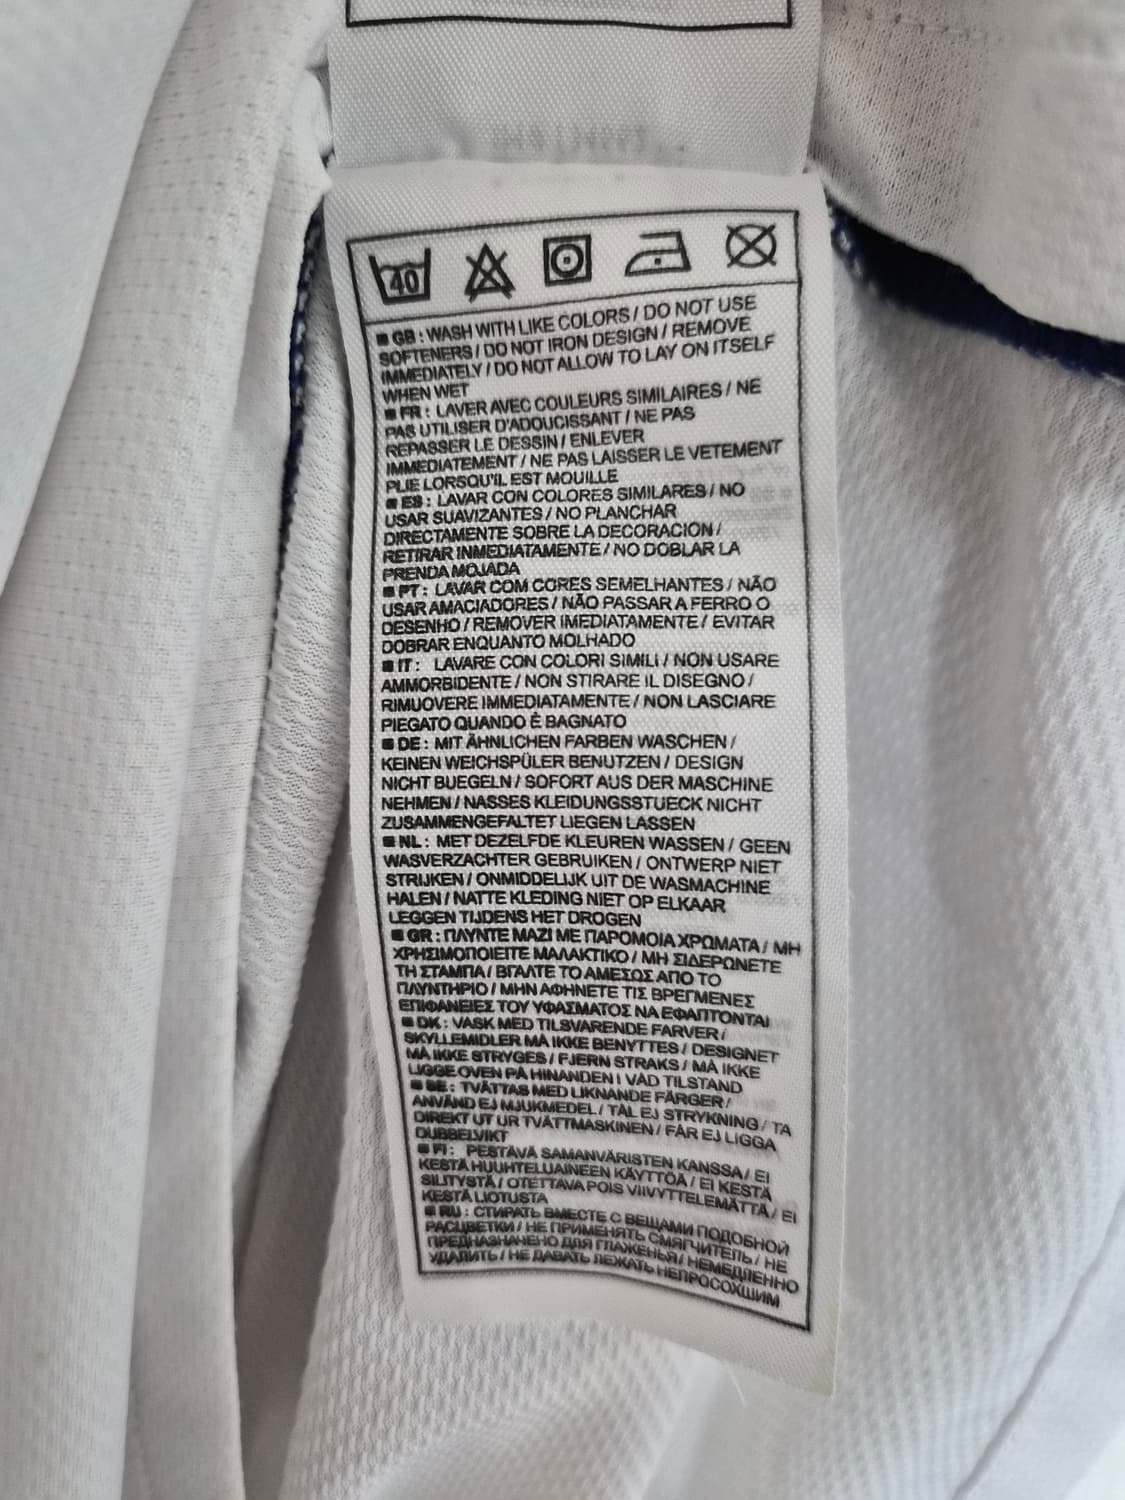 40
■ GB : WASH WITH LIKE COLORS / DO NOT USE
SOFTENERS / DO NOT IRON DESIGN / REMOVE
IMMEDIATELY / DO NOT ALLOW TO LAY ON ITSELF
WHEN WET
■ FR : LAVER AVEC COULEURS SIMILAIRES / NE
PAS UTILISER D'ADOUCISSANT / NE PAS
REPASSER LE DESSIN / ENLEVER
IMMEDIATEMENT / NE PAS LAISSER LE VETEMENT
PLIE LORSQU'IL EST MOUILLE
■ ES : LAVAR CON COLORES SIMILARES / NO
USAR SUAVIZANTES / NO PLANCHAR
DIRECTAMENTE SOBRE LA DECORACION /
RETIRAR INMEDIATAMENTE / NO DOBLAR LA
PRENDA MOJADA
■ PT : LAVAR COM CORES SEMELHANTES / NÃO
USAR AMACIADORES / NÃO PASSAR A FERRO O
DESENHO / REMOVER IMEDIATAMENTE / EVITAR
DOBRAR ENQUANTO MOLHADO
■ IT : LAVARE CON COLORI SIMILI / NON USARE
AMMORBIDENTE / NON STIRARE IL DISEGNO /
RIMUOVERE IMMEDIATAMENTE / NON LASCIARE
PIEGATO QUANDO È BAGNATO
■ DE : MIT ÄHNLICHEN FARBEN WASCHEN /
KEINEN WEICHSPÜLER BENUTZEN / DESIGN
NICHT BUEGELN / SOFORT AUS DER MASCHINE
NEHMEN / NASSES KLEIDUNGSSTUECK NICHT
ZUSAMMENGEFALTET LIEGEN LASSEN
■ NL : MET DEZELFDE KLEUREN WASSEN / GEEN
WASVERZACHTER GEBRUIKEN / ONTWERP NIET
STRIJKEN / ONMIDDELIJK UIT DE WASMACHINE
HALEN / NATTE KLEDING NIET OP ELKAAR
LEGGEN TIJDENS HET DROGEN
■ GR : ΠΛΥΝΤΕ ΜΑΖΙ ΜΕ ΠΑΡΟΜΟΙΑ ΧΡΩΜΑΤΑ / ΜΗ
ΧΡΗΣΙΜΟΠΟΙΕΙΤΕ ΜΑΛΑΚΤΙΚΟ / ΜΗ ΣΙΔΕΡΩΝΕΤΕ
ΤΗ ΣΤΑΜΠΑ / ΒΓΑΛΤΕ ΤΟ ΑΜΕΣΩΣ ΑΠΟ ΤΟ
ΠΛΥΝΤΗΡΙΟ / ΜΗΝ ΑΦΗΝΕΤΕ ΤΙΣ ΒΡΕΓΜΕΝΕΣ
ΕΠΙΦΑΝΕΙΕΣ ΤΟΥ ΥΦΑΣΜΑΤΟΣ ΝΑ ΕΦΑΠΤΟΝΤΑΙ
■ DK : VASK MED TILSVARENDE FARVER /
SKYLLEMIDLER MÅ IKKE BENYTTES / DESIGNET
MÅ IKKE STRYGES / FJERN STRAKS / MÅ IKKE
LIGGE OVEN PÅ HINANDEN I VÅD TILSTAND
■ SE : TVÄTTAS MED LIKNANDE FÄRGER /
ANVÄND EJ MJUKMEDEL / TÅL EJ STRYKNING / TA
DIREKT UT UR TVÄTTMASKINEN / FÅR EJ LIGGA
DUBBELVIKT
■ FI : PESTÄVÄ SAMANVÄRISTEN KANSSA / EI
KESTÄ HUUHTELUAINEEN KÄYTTÖÄ / EI KESTÄ
SILITYSTÄ / OTETTAVA POIS VIIVYTTELEMÄTTÄ / EI
KESTÄ LIOTUSTA
■ RU : СТИРАТЬ ВМЕСТЕ С ВЕЩАМИ ПОДОБНОЙ
РАСЦВЕТКИ / НЕ ПРИМЕНЯТЬ СМЯГЧИТЕЛЬ / НЕ
ПРЕДНАЗНАЧЕНО ДЛЯ ГЛАЖЕНЬЯ / НЕМЕДЛЕННО
УДАЛИТЬ / НЕ ДАВАТЬ ЛЕЖАТЬ НЕПРОСОХШИМ